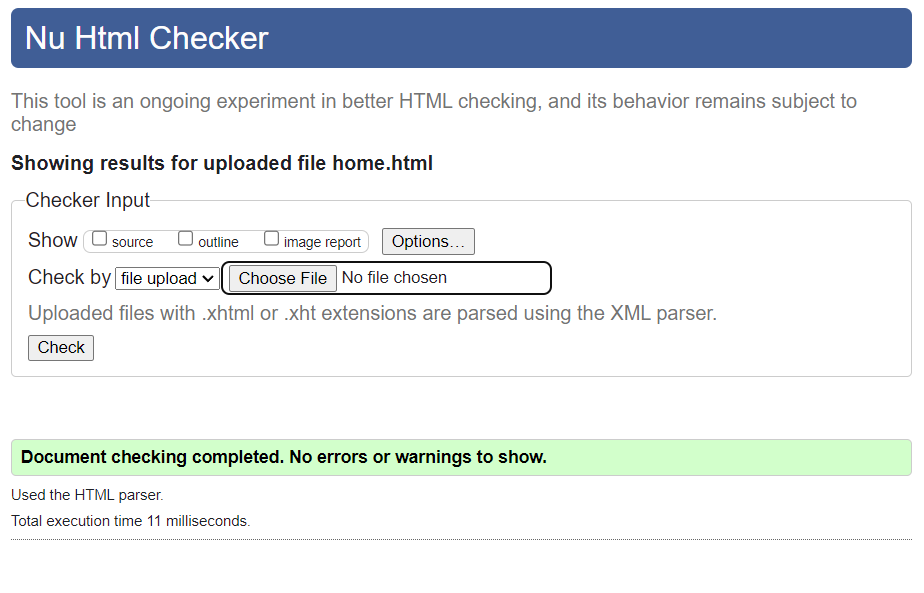 Nu Html Checker
This tool is an ongoing experiment in better HTML checking, and its behavior remains subject to
change
Showing results for uploaded file home.html
Checker Input
Show source outline image report Options...
Check by file upload Choose File No file chosen
Uploaded files with .xhtml or .xht extensions are parsed using the XML parser.
Check
Document checking completed. No errors or warnings to show.
Used the HTML parser.
Total execution time 11 milliseconds.